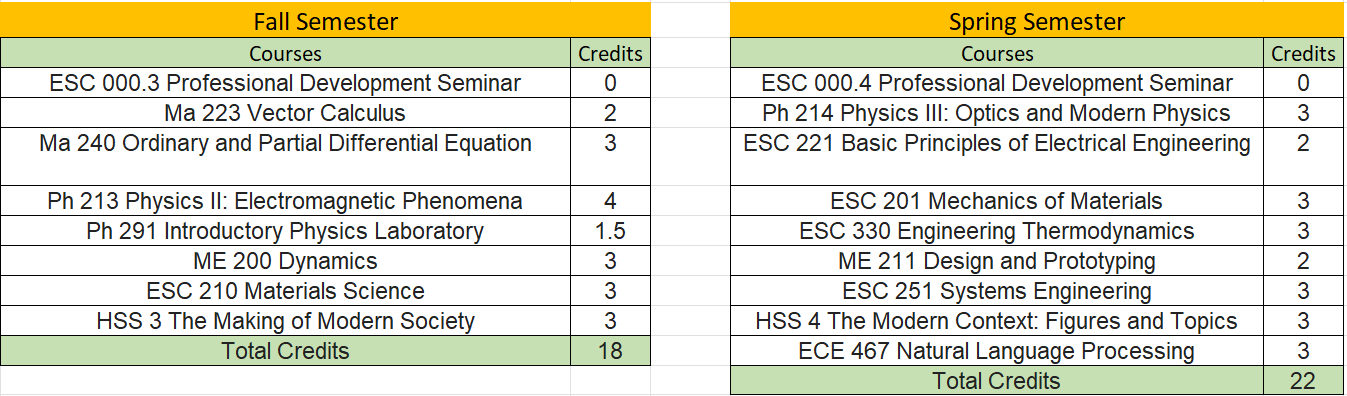 Fall Semester
Courses Credits
ESC 000.3 Professional Development Seminar 0
Ma 223 Vector Calculus 2
Ma 240 Ordinary and Partial Differential Equation 3
Ph 213 Physics II: Electromagnetic Phenomena 4
Ph 291 Introductory Physics Laboratory 1.5
ME 200 Dynamics 3
ESC 210 Materials Science 3
HSS 3 The Making of Modern Society 3
Total Credits 18
Spring Semester
Courses Credits
ESC 000.4 Professional Development Seminar 0
Ph 214 Physics III: Optics and Modern Physics 3
ESC 221 Basic Principles of Electrical Engineering 2
ESC 201 Mechanics of Materials 3
ESC 330 Engineering Thermodynamics 3
ME 211 Design and Prototyping 2
ESC 251 Systems Engineering 3
HSS 4 The Modern Context: Figures and Topics 3
ECE 467 Natural Language Processing 3
Total Credits 22